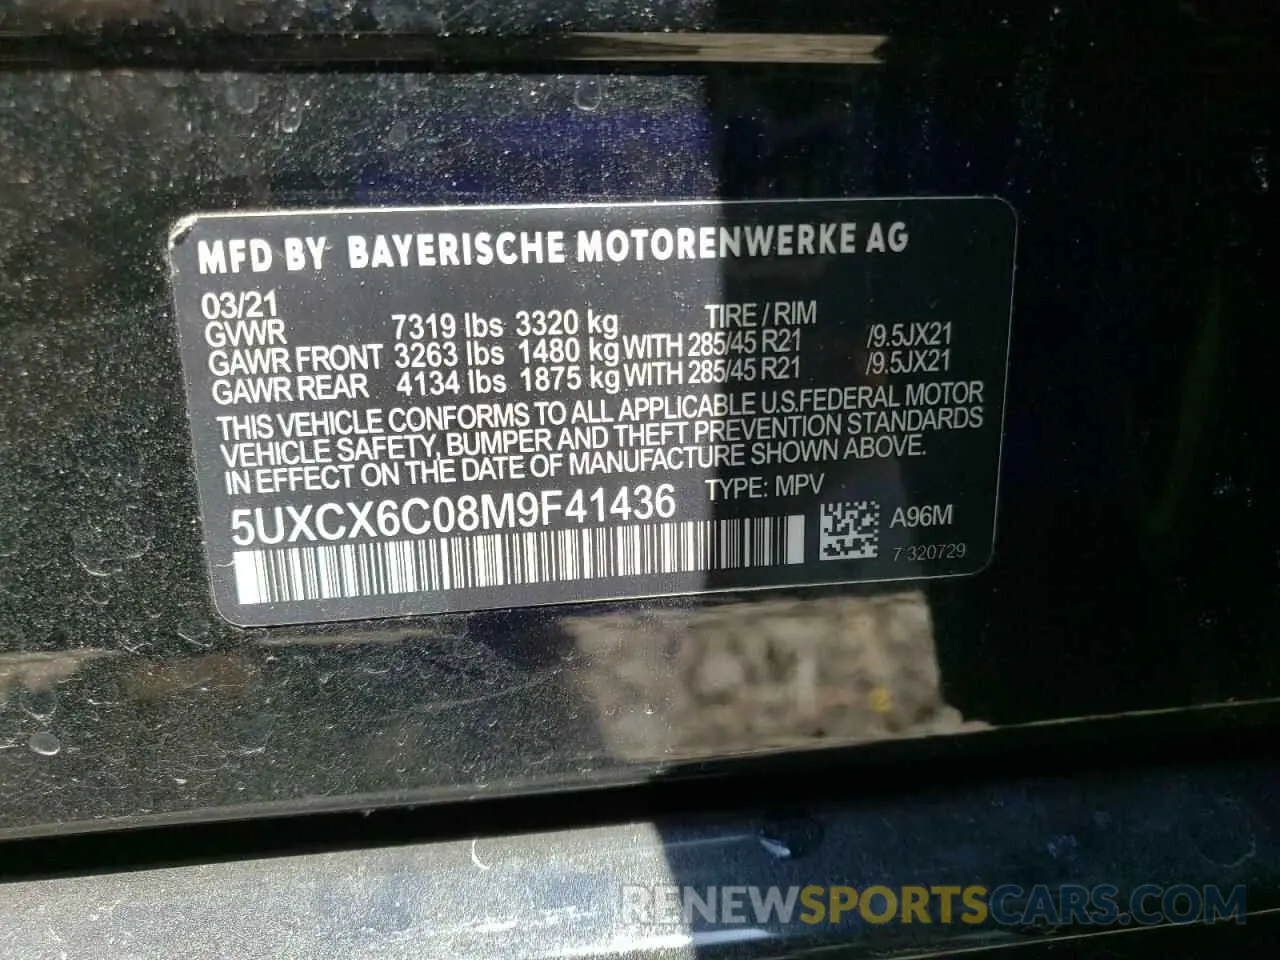 MFD BY BAYERISCHE MOTORENWERKE AG
03/21
GVWR 7319 lbs 3320 kg TIRE / RIM
GAWR FRONT 3263 lbs 1480 kg WITH 285/45 R21 /9.5JX21
GAWR REAR 4134 lbs 1875 kg WITH 285/45 R21 /9.5JX21
THIS VEHICLE CONFORMS TO ALL APPLICABLE U.S.FEDERAL MOTOR
VEHICLE SAFETY, BUMPER AND THEFT PREVENTION STANDARDS
IN EFFECT ON THE DATE OF MANUFACTURE SHOWN ABOVE.
5UXCX6C08M9F41436 TYPE: MPV
A96M
7 320729
RENEWSPORTSCARS.COM